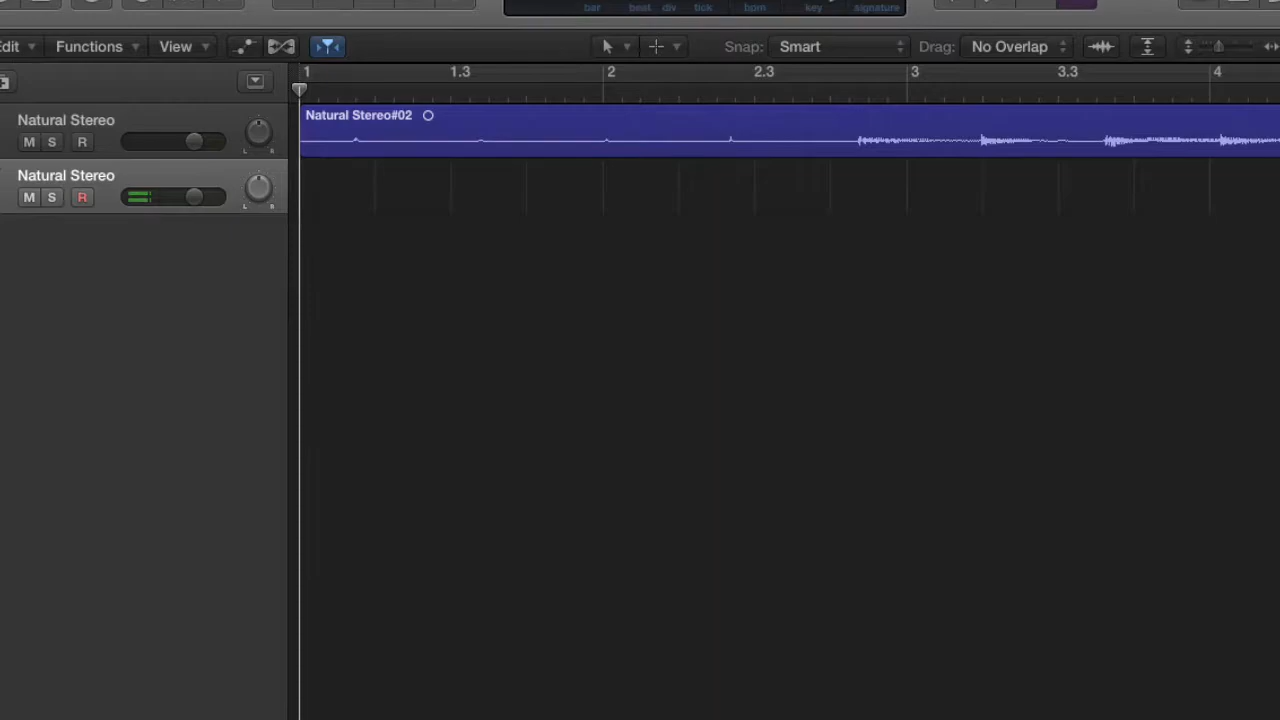 bar beat div tick bpm key signature
Edit Functions View Snap: Smart Drag: No Overlap
1 1.3 2 2.3 3 3.3 4
Natural Stereo
M S R L R
Natural Stereo#02
Natural Stereo
M S R L R